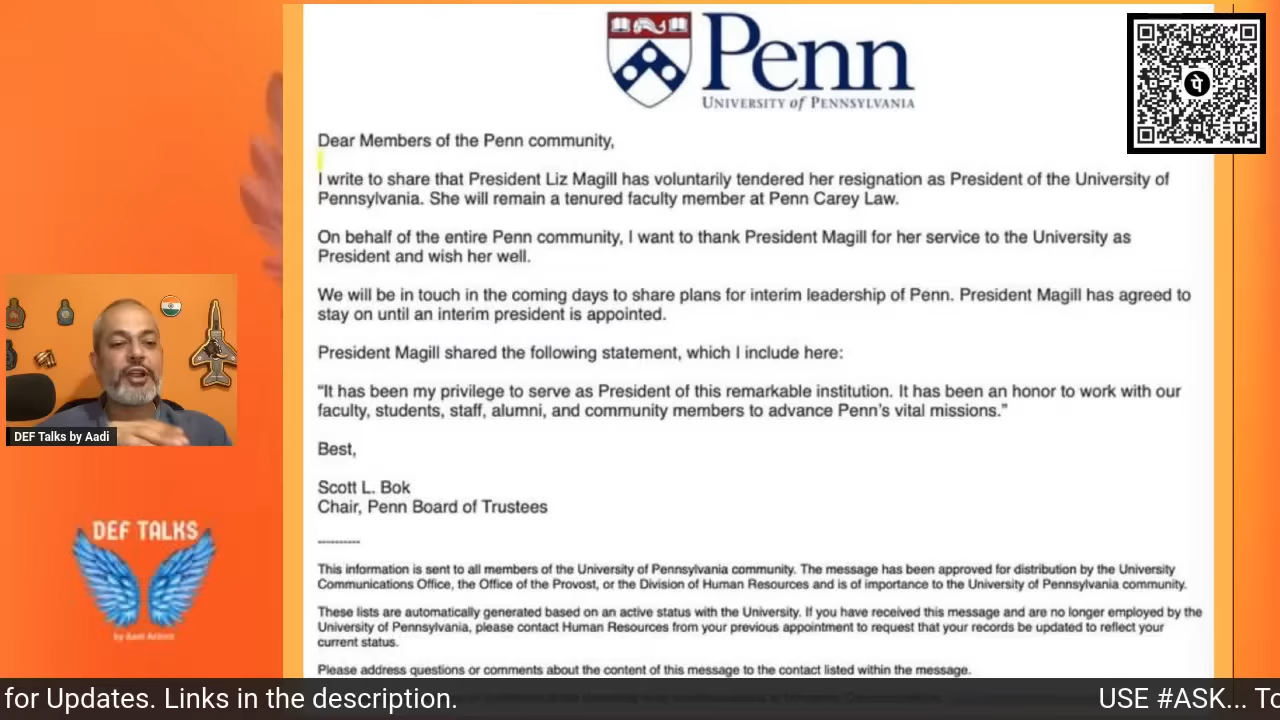 Penn
UNIVERSITY of PENNSYLVANIA
पे
Dear Members of the Penn community,
I write to share that President Liz Magill has voluntarily tendered her resignation as President of the University of
Pennsylvania. She will remain a tenured faculty member at Penn Carey Law.
On behalf of the entire Penn community, I want to thank President Magill for her service to the University as
President and wish her well.
We will be in touch in the coming days to share plans for interim leadership of Penn. President Magill has agreed to
stay on until an interim president is appointed.
President Magill shared the following statement, which I include here:
“It has been my privilege to serve as President of this remarkable institution. It has been an honor to work with our
faculty, students, staff, alumni, and community members to advance Penn’s vital missions.”
Best,
Scott L. Bok
Chair, Penn Board of Trustees
----------
This information is sent to all members of the University of Pennsylvania community. The message has been approved for distribution by the University
Communications Office, the Office of the Provost, or the Division of Human Resources and is of importance to the University of Pennsylvania community.
These lists are automatically generated based on an active status with the University. If you have received this message and are no longer employed by the
University of Pennsylvania, please contact Human Resources from your previous appointment to request that your records be updated to reflect your
current status.
Please address questions or comments about the content of this message to the contact listed within the message.
DEF Talks by Aadi
DEF TALKS
by Aadi Achint
for Updates. Links in the description.
USE #ASK... To